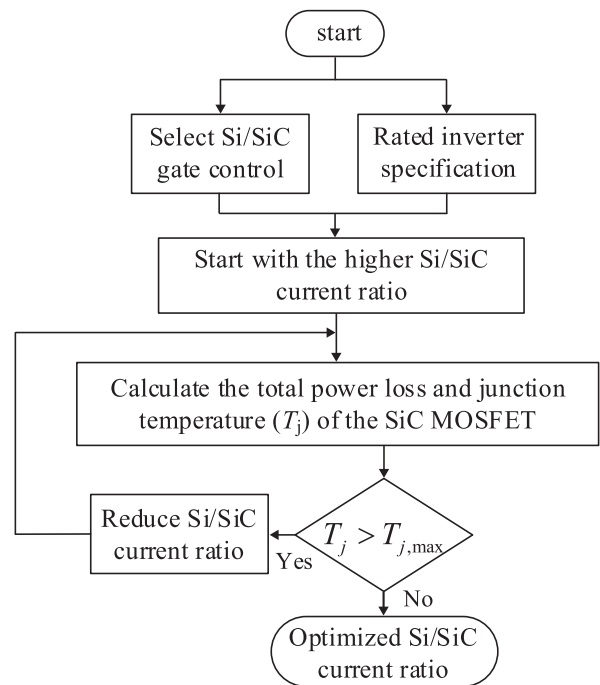 start
Select Si/SiC
gate control
Rated inverter
specification
Start with the higher Si/SiC
current ratio
Calculate the total power loss and junction
temperature (Tj) of the SiC MOSFET
Reduce Si/SiC
current ratio
Tj > Tj,max
Yes
No
Optimized Si/SiC
current ratio